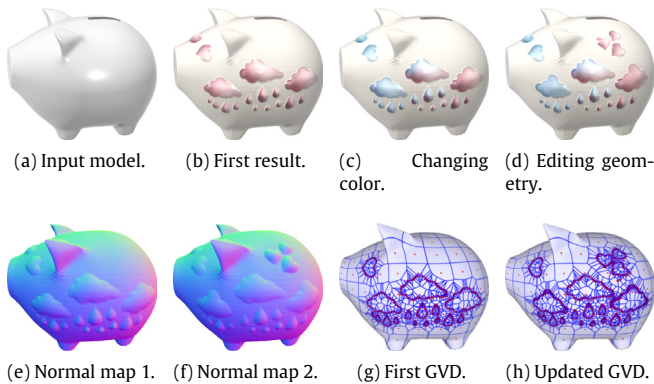 (a) Input model.
(b) First result.
(c) Changing color.
(d) Editing geom-
etry.
(e) Normal map 1.
(f) Normal map 2.
(g) First GVD.
(h) Updated GVD.